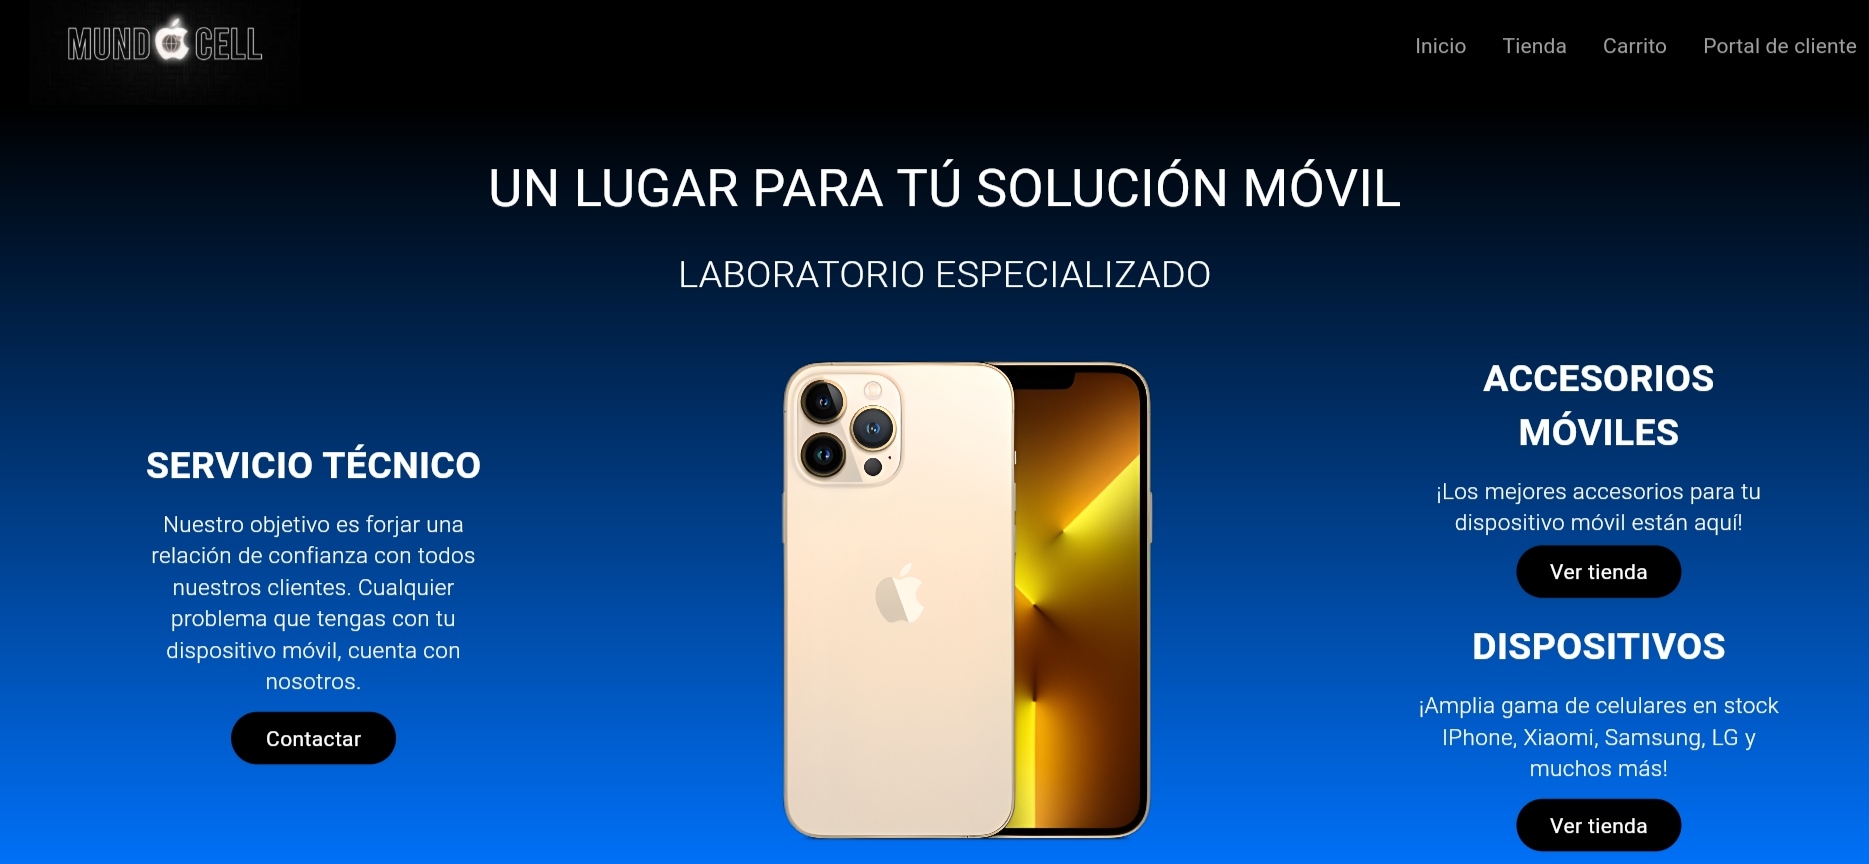 MUNDO CELL
Inicio Tienda Carrito Portal de cliente
UN LUGAR PARA TÚ SOLUCIÓN MÓVIL
LABORATORIO ESPECIALIZADO
SERVICIO TÉCNICO
Nuestro objetivo es forjar una
relación de confianza con todos
nuestros clientes. Cualquier
problema que tengas con tu
dispositivo móvil, cuenta con
nosotros.
Contactar
ACCESORIOS
MÓVILES
¡Los mejores accesorios para tu
dispositivo móvil están aquí!
Ver tienda
DISPOSITIVOS
¡Amplia gama de celulares en stock
IPhone, Xiaomi, Samsung, LG y
muchos más!
Ver tienda